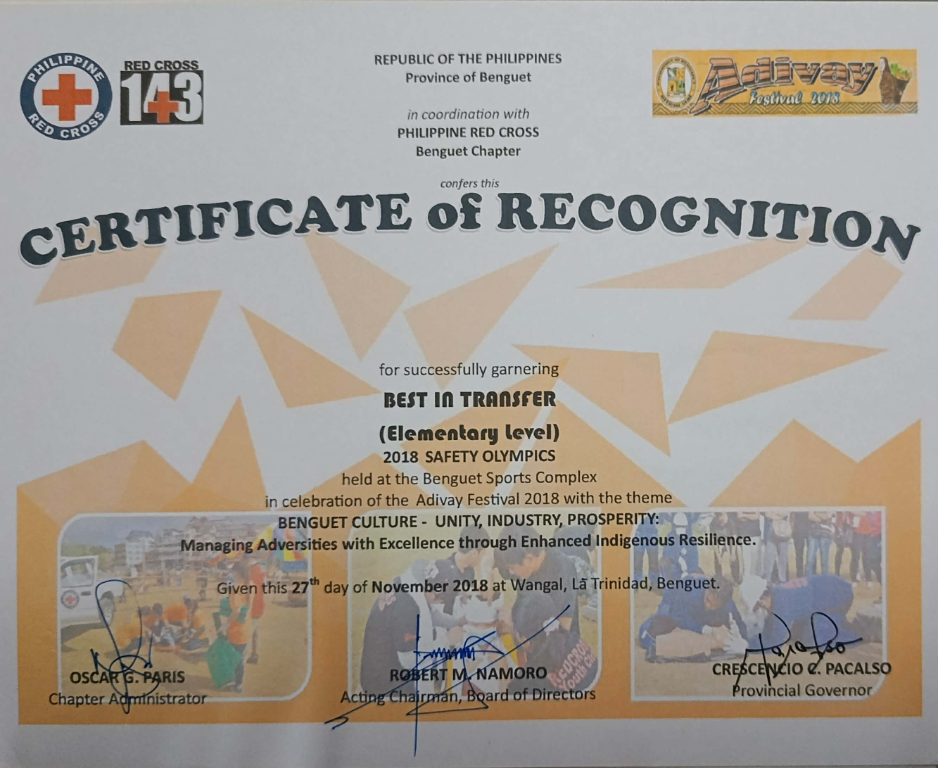 PHILIPPINE
RED CROSS
RED CROSS
143
REPUBLIC OF THE PHILIPPINES
Province of Benguet
in coordination with
PHILIPPINE RED CROSS
Benguet Chapter
Adivay
Festival 2018
confers this
CERTIFICATE of RECOGNITION
for successfully garnering
BEST IN TRANSFER
(Elementary Level)
2018 SAFETY OLYMPICS
held at the Benguet Sports Complex
in celebration of the Adivay Festival 2018 with the theme
BENGUET CULTURE - UNITY, INDUSTRY, PROSPERITY:
Managing Adversities with Excellence through Enhanced Indigenous Resilience.
Given this 27th day of November 2018 at Wangal, La Trinidad, Benguet.
OSCAR G. PARIS
Chapter Administrator
ROBERT M. NAMORO
Acting Chairman, Board of Directors
CRESCENCIO C. PACALSO
Provincial Governor